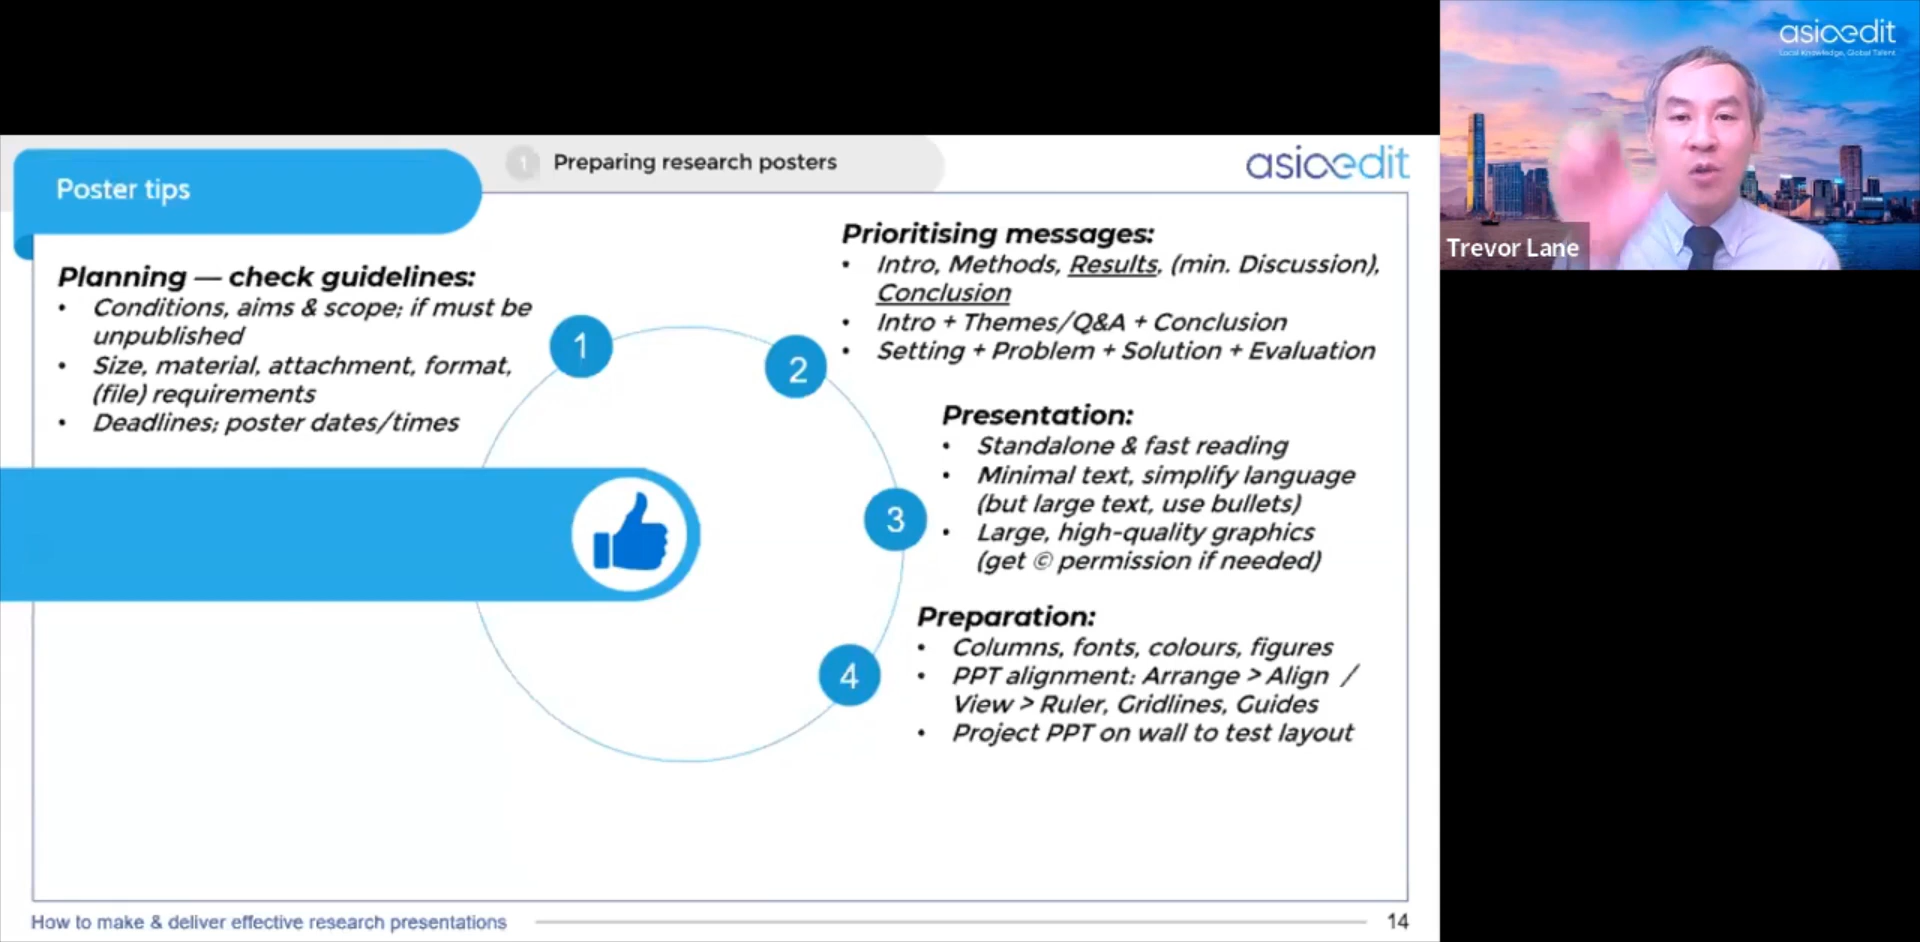 asiaedit
Local Knowledge, Global Talent
Trevor Lane
1 Preparing research posters
asiaedit
Poster tips
Planning — check guidelines:
• Conditions, aims & scope; if must be
unpublished
• Size, material, attachment, format,
(file) requirements
• Deadlines; poster dates/times
1
2
Prioritising messages:
• Intro, Methods, Results, (min. Discussion),
Conclusion
• Intro + Themes/Q&A + Conclusion
• Setting + Problem + Solution + Evaluation
3
Presentation:
• Standalone & fast reading
• Minimal text, simplify language
(but large text, use bullets)
• Large, high-quality graphics
(get © permission if needed)
4
Preparation:
• Columns, fonts, colours, figures
• PPT alignment: Arrange > Align /
View > Ruler, Gridlines, Guides
• Project PPT on wall to test layout
How to make & deliver effective research presentations
14